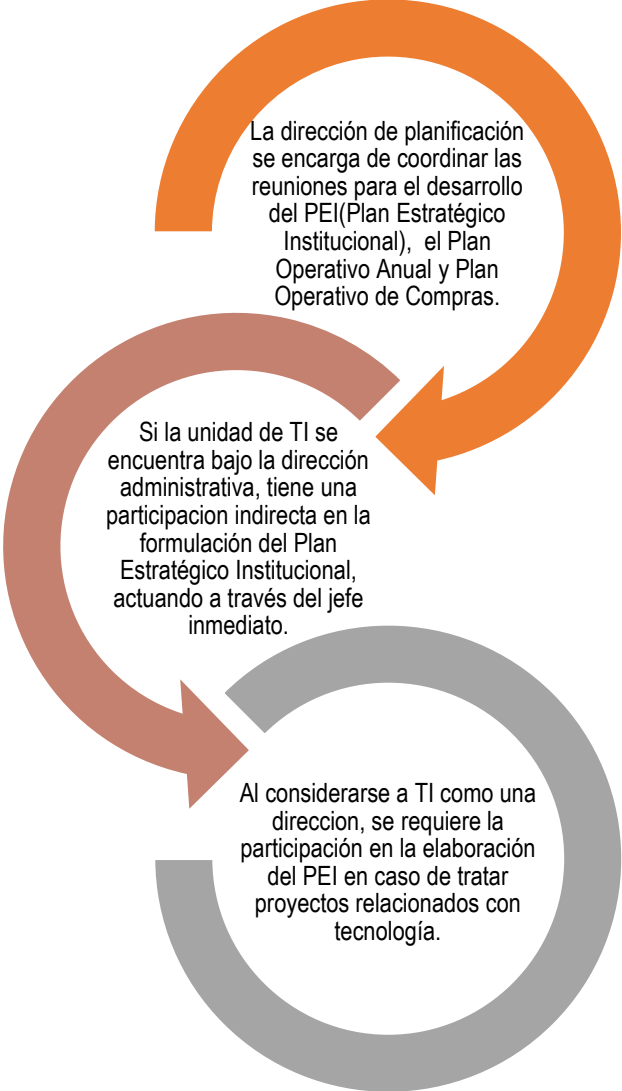 La dirección de planificación
se encarga de coordinar las
reuniones para el desarrollo
del PEI(Plan Estratégico
Institucional), el Plan
Operativo Anual y Plan
Operativo de Compras.
Si la unidad de TI se
encuentra bajo la dirección
administrativa, tiene una
participacion indirecta en la
formulación del Plan
Estratégico Institucional,
actuando a través del jefe
inmediato.
Al considerarse a TI como una
direccion, se requiere la
participación en la elaboración
del PEI en caso de tratar
proyectos relacionados con
tecnología.